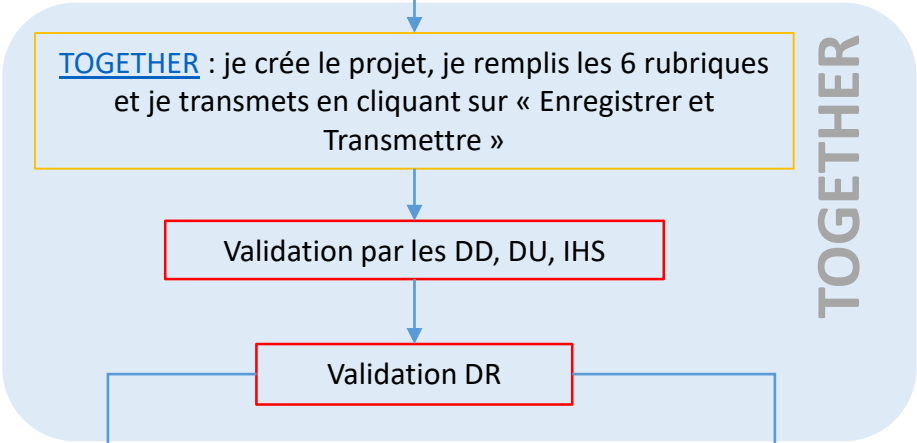 TOGETHER : je crée le projet, je remplis les 6 rubriques
et je transmets en cliquant sur « Enregistrer et
Transmettre »
TOGETHER
Validation par les DD, DU, IHS
Validation DR